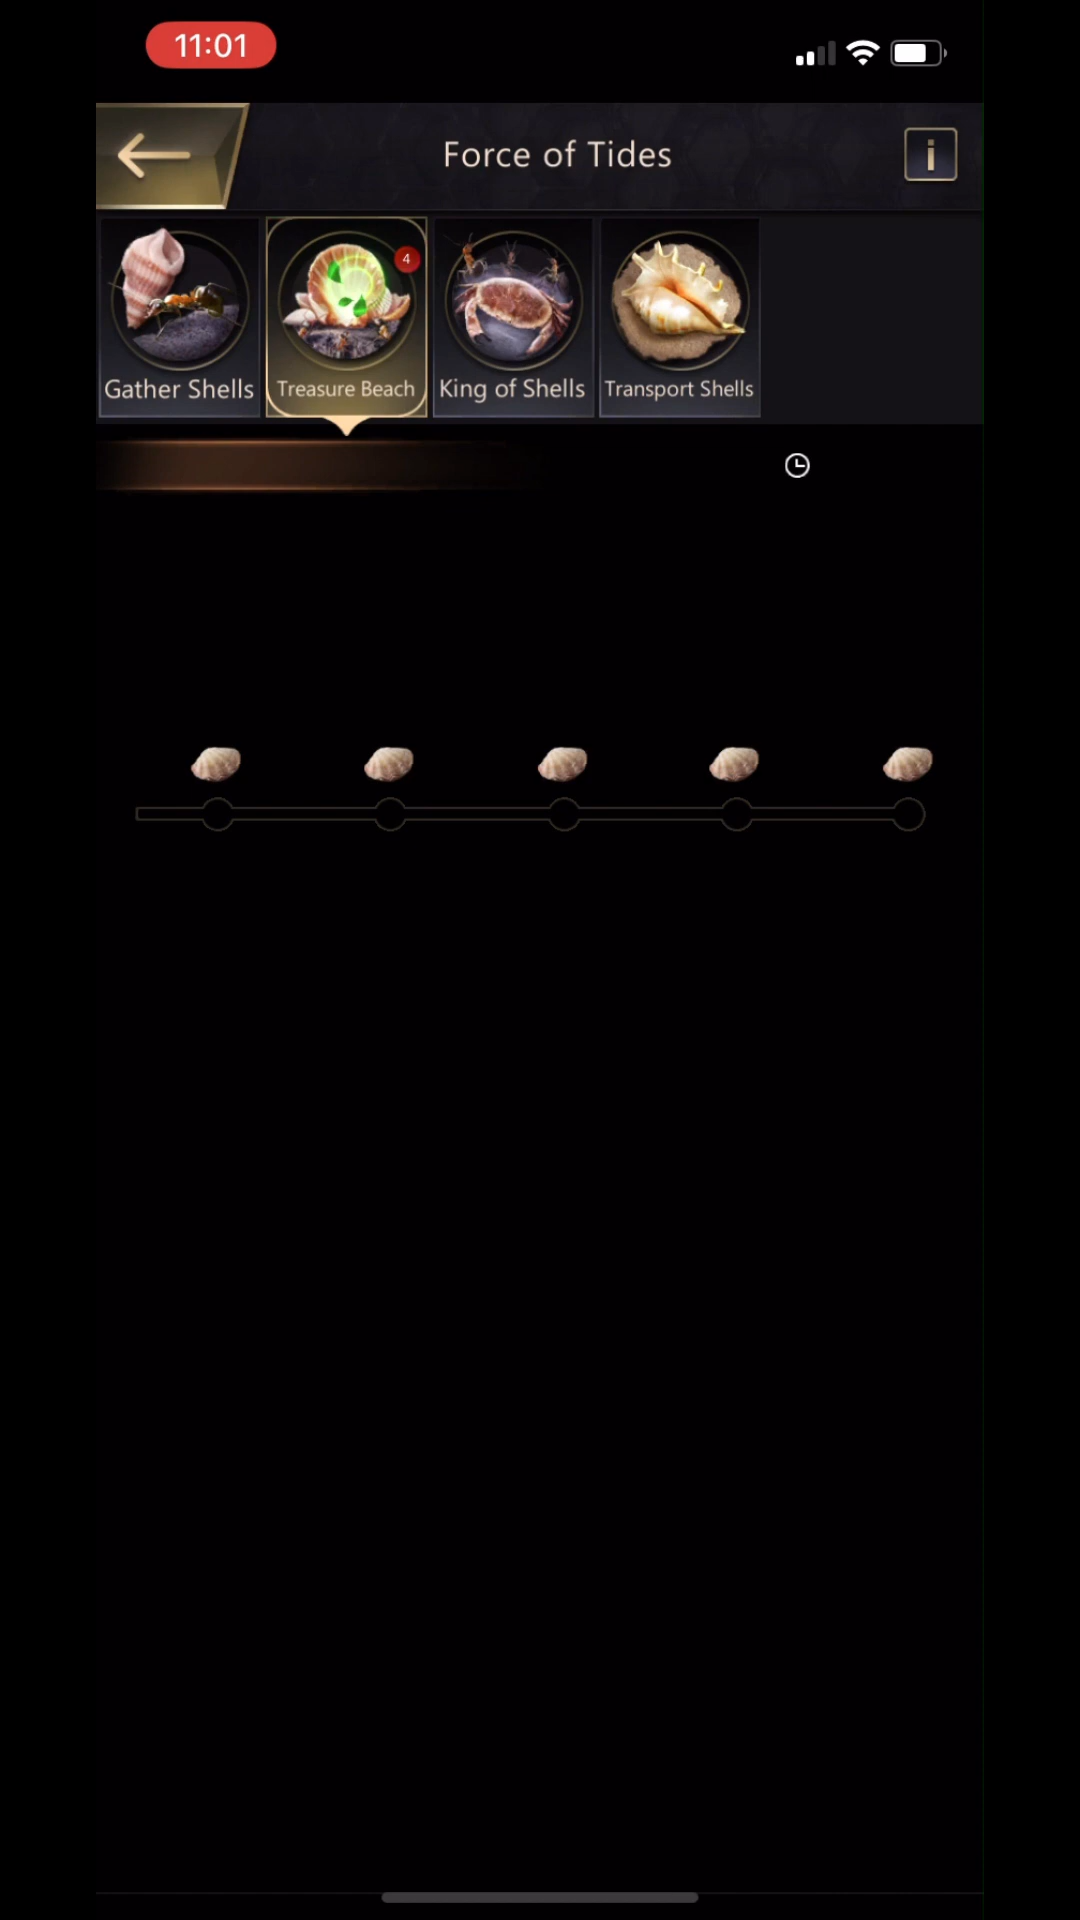 11:01
Force of Tides
i
4
Gather Shells
Treasure Beach
King of Shells
Transport Shells